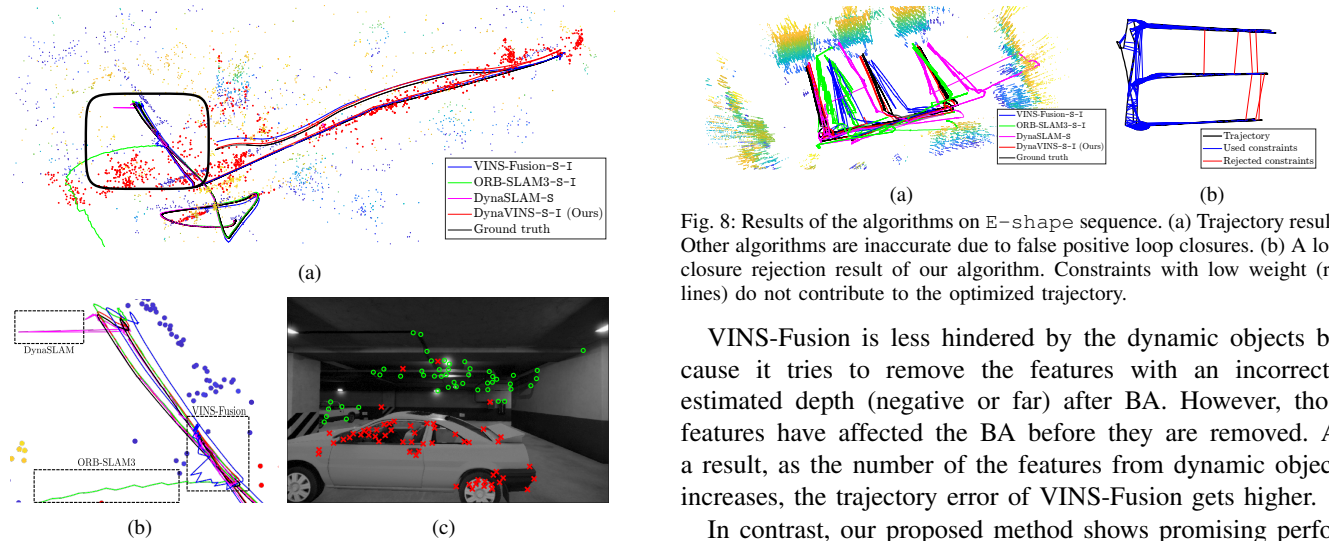 VINS-Fusion-S-I
ORB-SLAM3-S-I
DynaSLAM-S
DynaVINS-S-I (Ours)
Ground truth
(a)
DynaSLAM
VINS-Fusion
ORB-SLAM3
(b)
(c)
VINS-Fusion-S-I
ORB-SLAM3-S-I
DynaSLAM-S
DynaVINS-S-I (Ours)
Ground truth
(a)
Trajectory
Used constraints
Rejected constraints
(b)
Fig. 8: Results of the algorithms on E-shape sequence. (a) Trajectory resul
Other algorithms are inaccurate due to false positive loop closures. (b) A lo
closure rejection result of our algorithm. Constraints with low weight (r
lines) do not contribute to the optimized trajectory.
VINS-Fusion is less hindered by the dynamic objects b
cause it tries to remove the features with an incorrect
estimated depth (negative or far) after BA. However, tho
features have affected the BA before they are removed. A
a result, as the number of the features from dynamic objec
increases, the trajectory error of VINS-Fusion gets higher.
In contrast, our proposed method shows promising perfo